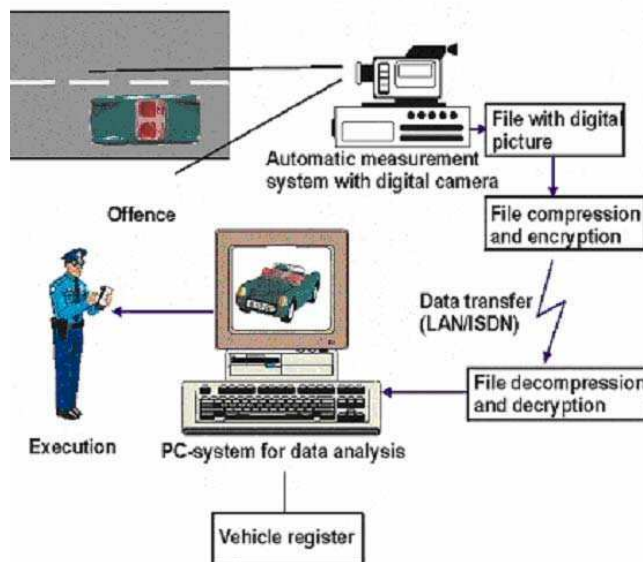 File with digital
picture
Automatic measurement
system with digital camera
Offence
File compression
and encryption
Data transfer
(LAN/ISDN)
File decompression
and decryption
Execution
PC-system for data analysis
Vehicle register